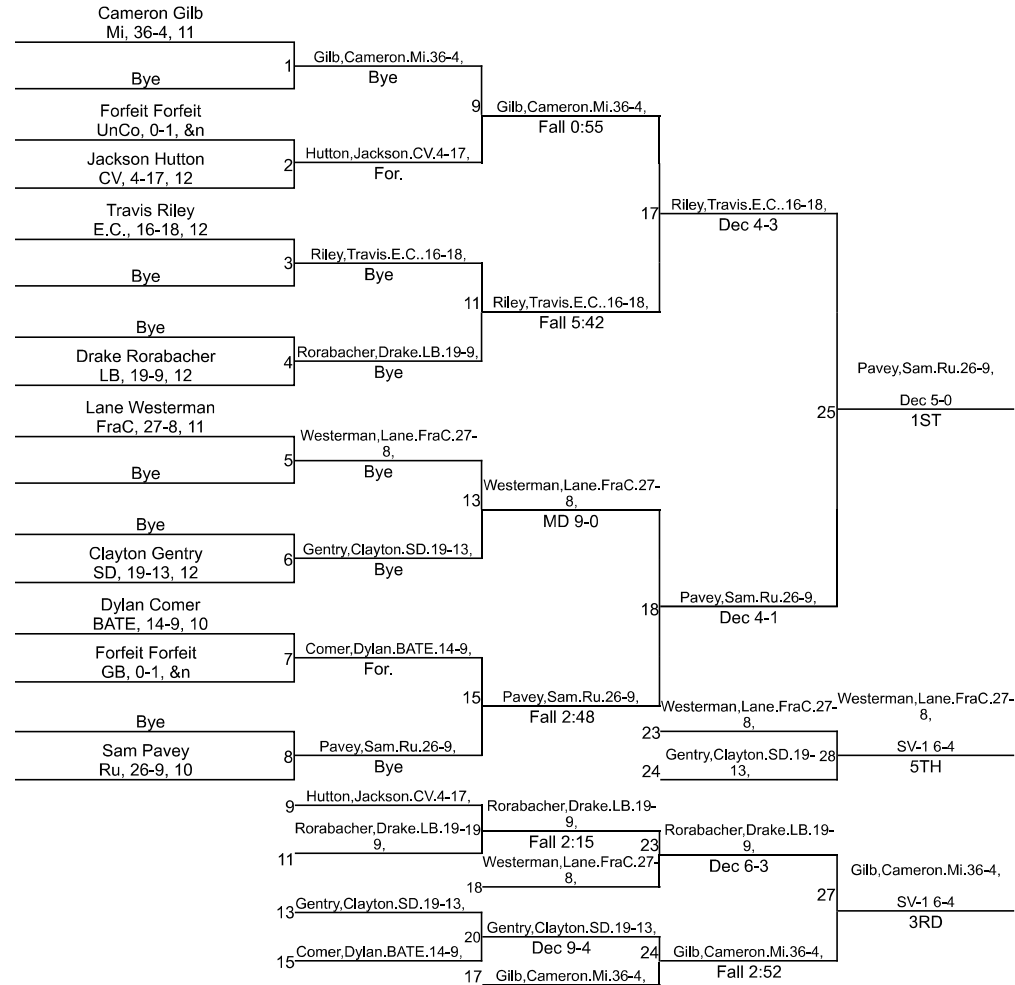 Cameron Gilb
Mi, 36-4, 11
1
Gilb,Cameron.Mi.36-4,
Bye
Bye
9
Gilb,Cameron.Mi.36-4,
Fall 0:55
Forfeit Forfeit
UnCo, 0-1, &n
2
Hutton,Jackson.CV.4-17,
For.
Jackson Hutton
CV, 4-17, 12
17
Riley,Travis.E.C..16-18,
Dec 4-3
Travis Riley
E.C., 16-18, 12
3
Riley,Travis.E.C..16-18,
Bye
Bye
11
Riley,Travis.E.C..16-18,
Fall 5:42
Bye
4
Rorabacher,Drake.LB.19-9,
Bye
Drake Rorabacher
LB, 19-9, 12
25
Pavey,Sam.Ru.26-9,
Dec 5-0
1ST
Lane Westerman
FraC, 27-8, 11
5
Westerman,Lane.FraC.27-
8,
Bye
Bye
13
Westerman,Lane.FraC.27-
8,
MD 9-0
Bye
6
Gentry,Clayton.SD.19-13,
Bye
Clayton Gentry
SD, 19-13, 12
18
Pavey,Sam.Ru.26-9,
Dec 4-1
Dylan Comer
BATE, 14-9, 10
7
Comer,Dylan.BATE.14-9,
For.
Forfeit Forfeit
GB, 0-1, &n
15
Pavey,Sam.Ru.26-9,
Fall 2:48
Bye
8
Pavey,Sam.Ru.26-9,
Bye
Sam Pavey
Ru, 26-9, 10
Westerman,Lane.FraC.27-
8,
23
Gentry,Clayton.SD.19-
13,
24
28
Westerman,Lane.FraC.27-
8,
SV-1 6-4
5TH
9
Hutton,Jackson.CV.4-17,
Rorabacher,Drake.LB.19-
9,
11
19
Rorabacher,Drake.LB.19-
9,
Fall 2:15
23
Westerman,Lane.FraC.27-
8,
18
Rorabacher,Drake.LB.19-
9,
Dec 6-3
27
Gilb,Cameron.Mi.36-4,
SV-1 6-4
3RD
13
Gentry,Clayton.SD.19-13,
20
Gentry,Clayton.SD.19-13,
Dec 9-4
15
Comer,Dylan.BATE.14-9,
24
Gilb,Cameron.Mi.36-4,
Fall 2:52
17
Gilb,Cameron.Mi.36-4,